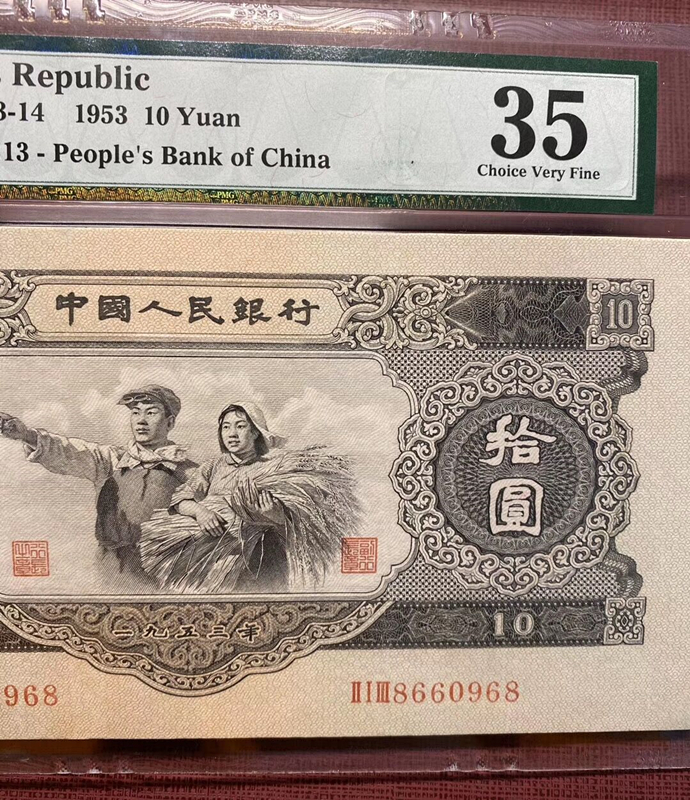 Republic
-14 1953 10 Yuan
13 - People's Bank of China
35
Choice Very Fine
中國人民銀行
10
拾
圓
一九五三年
10
968
ⅡⅠⅢ8660968